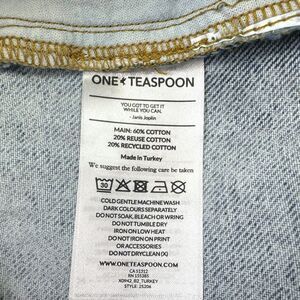 ONE TEASPOON
YOU GOT TO GET IT
WHILE YOU CAN.
- Janis Joplin
MAIN: 60% COTTON
20% REUSE COTTON
20% RECYCLED COTTON
Made in Turkey
We suggest the following care be taken
30
COLD GENTLE MACHINE WASH
DARK COLOURS SEPARATELY
DO NOT SOAK, BLEACH OR WRING
DO NOT TUMBLE DRY
IRON ON LOW HEAT
DO NOT IRON ON PRINT
OR ACCESSORIES
DO NOT DRYCLEAN (X)
WWW.ONETEASPOON.COM
CA 51312
RN 155385
X0942_B2_TURKEY
STYLE: 25206